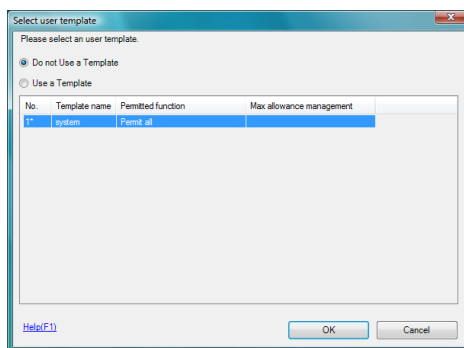 Select user template
Please select an user template.
Do not Use a Template
Use a Template
No. Template name Permitted function Max allowance management
1* system Permit all
Help(F1) OK Cancel